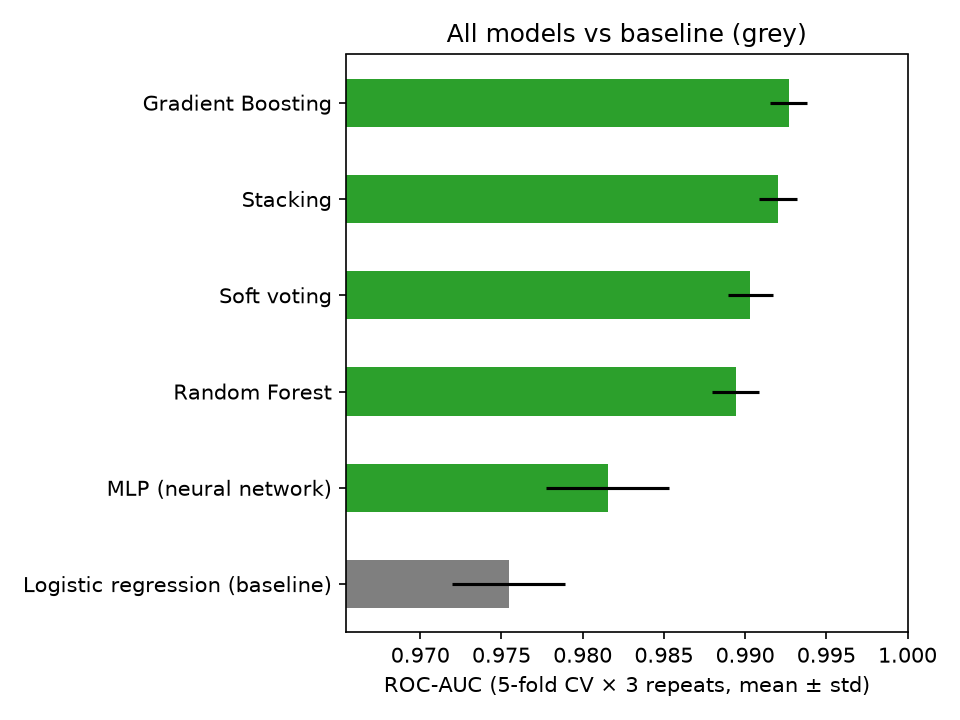 All models vs baseline (grey)
Gradient Boosting
Stacking
Soft voting
Random Forest
MLP (neural network)
Logistic regression (baseline)
0.970 0.975 0.980 0.985 0.990 0.995 1.000
ROC-AUC (5-fold CV × 3 repeats, mean ± std)